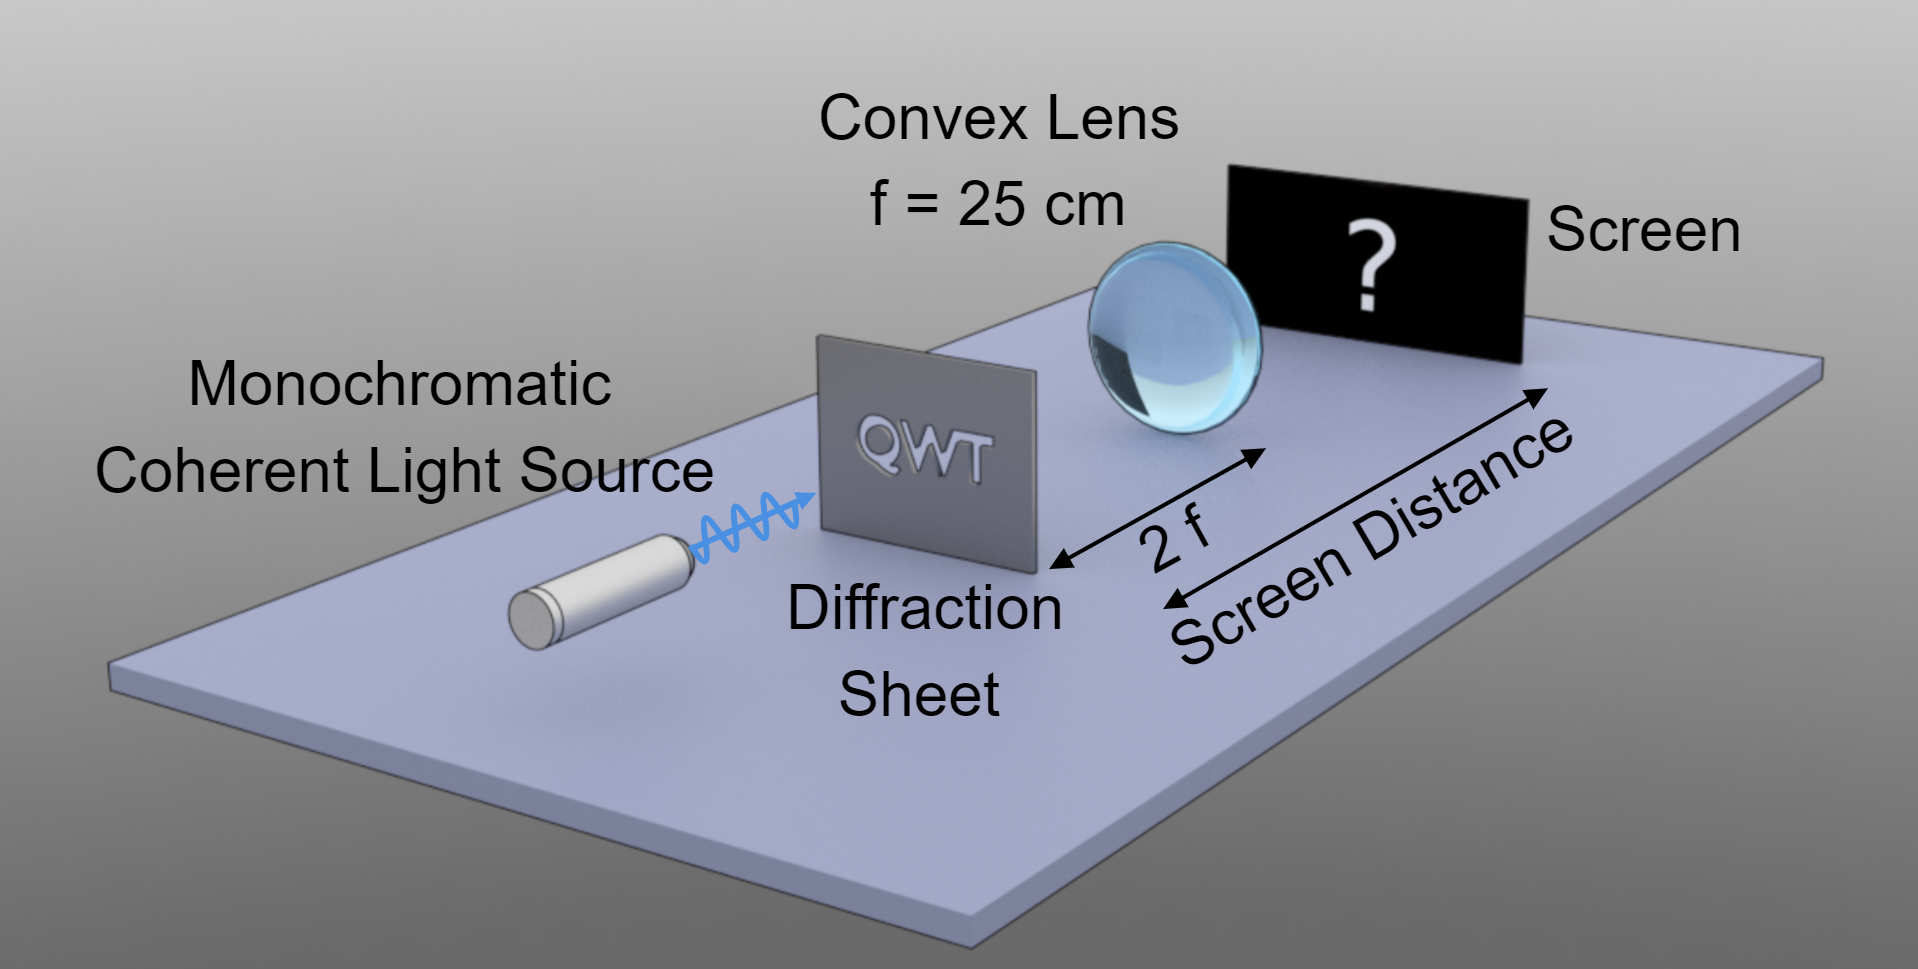 Convex Lens
f = 25 cm
Screen
?
Monochromatic
Coherent Light Source
QWT
2 f
Screen Distance
Diffraction
Sheet